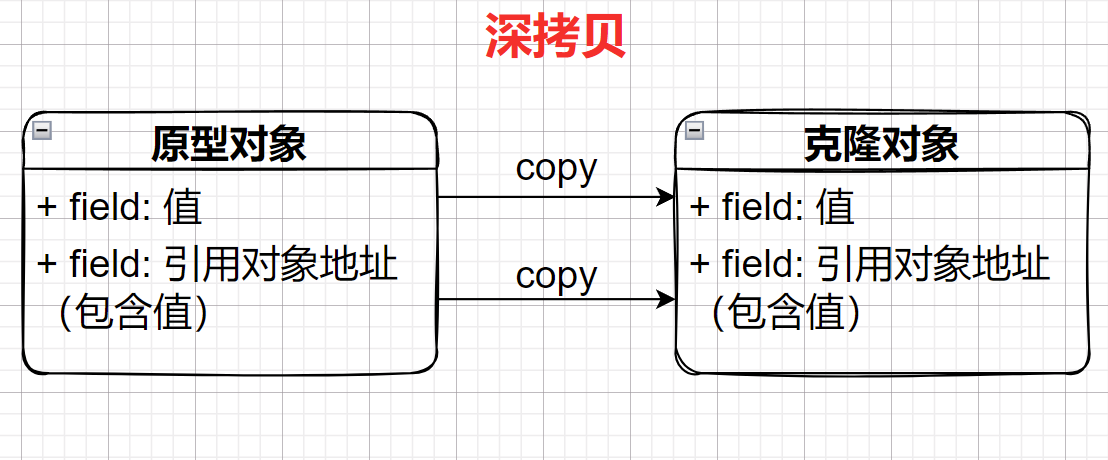 深拷贝
原型对象
+ field: 值
+ field: 引用对象地址
（包含值）
copy
copy
克隆对象
+ field: 值
+ field: 引用对象地址
（包含值）